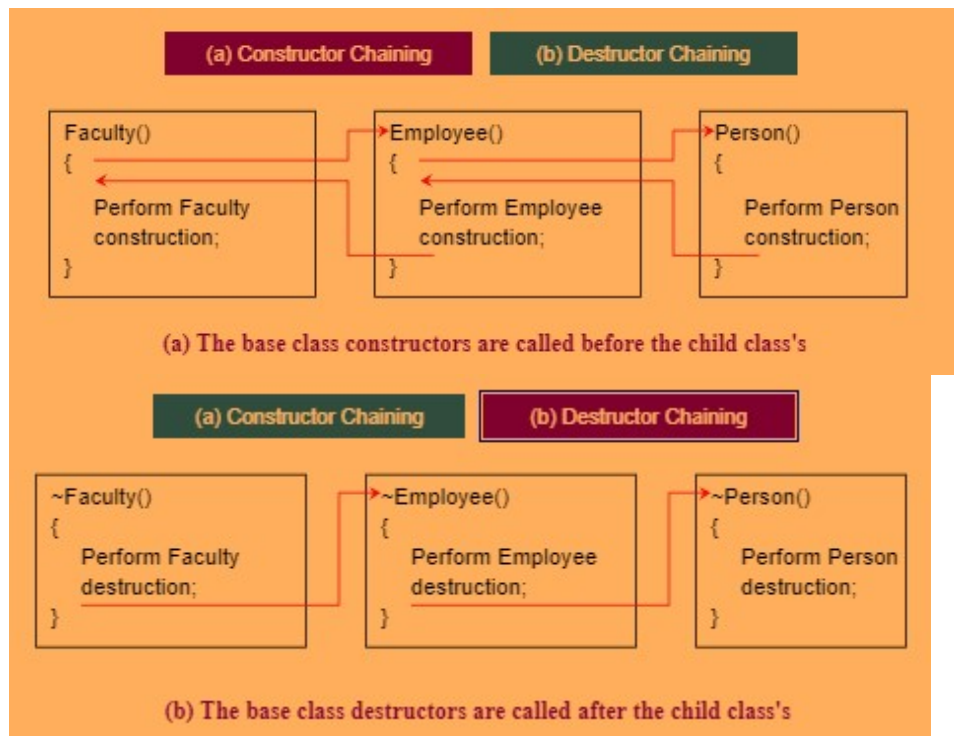 (a) Constructor Chaining
(b) Destructor Chaining
Faculty()
{
Perform Faculty
construction;
}
Employee()
{
Perform Employee
construction;
}
Person()
{
Perform Person
construction;
}
(a) The base class constructors are called before the child class's
(a) Constructor Chaining
(b) Destructor Chaining
~Faculty()
{
Perform Faculty
destruction;
}
~Employee()
{
Perform Employee
destruction;
}
~Person()
{
Perform Person
destruction;
}
(b) The base class destructors are called after the child class's